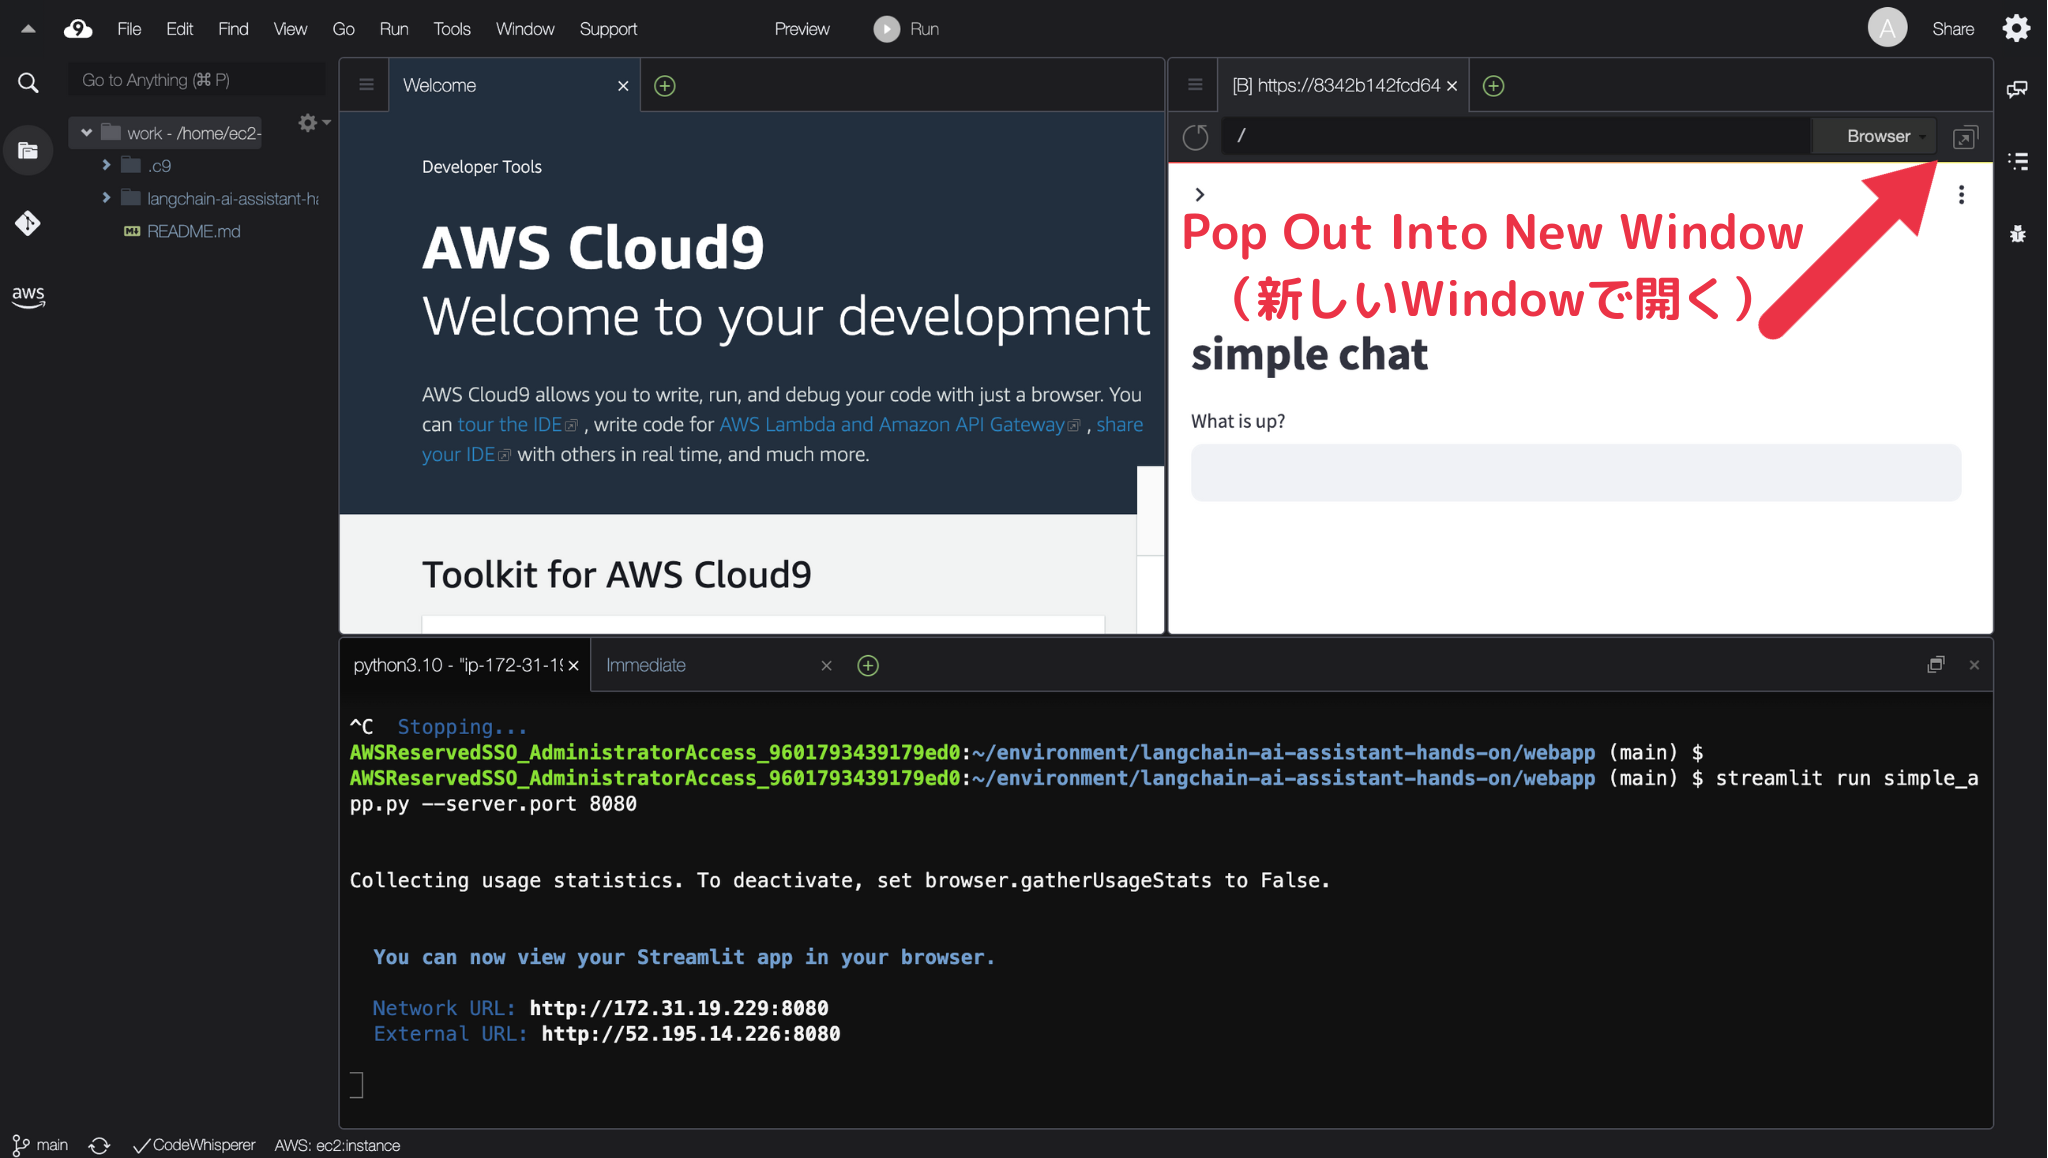 File Edit Find View Go Run Tools Window Support Preview Run A Share
Go to Anything (⌘ P)
work - /home/ec2-
.c9
langchain-ai-assistant-ha
README.md
aws
Welcome
Developer Tools
AWS Cloud9
Welcome to your development
AWS Cloud9 allows you to write, run, and debug your code with just a browser. You
can tour the IDE , write code for AWS Lambda and Amazon API Gateway , share
your IDE with others in real time, and much more.
Toolkit for AWS Cloud9
[B] https://8342b142fcd64
/ Browser
Pop Out Into New Window
（新しいWindowで開く）
simple chat
What is up?
python3.10 - "ip-172-31-19 Immediate
^C Stopping...
AWSReservedSSO_AdministratorAccess_9601793439179ed0:~/environment/langchain-ai-assistant-hands-on/webapp (main) $
AWSReservedSSO_AdministratorAccess_9601793439179ed0:~/environment/langchain-ai-assistant-hands-on/webapp (main) $ streamlit run simple_a
pp.py --server.port 8080
Collecting usage statistics. To deactivate, set browser.gatherUsageStats to False.
You can now view your Streamlit app in your browser.
Network URL: http://172.31.19.229:8080
External URL: http://52.195.14.226:8080
main CodeWhisperer AWS: ec2:instance